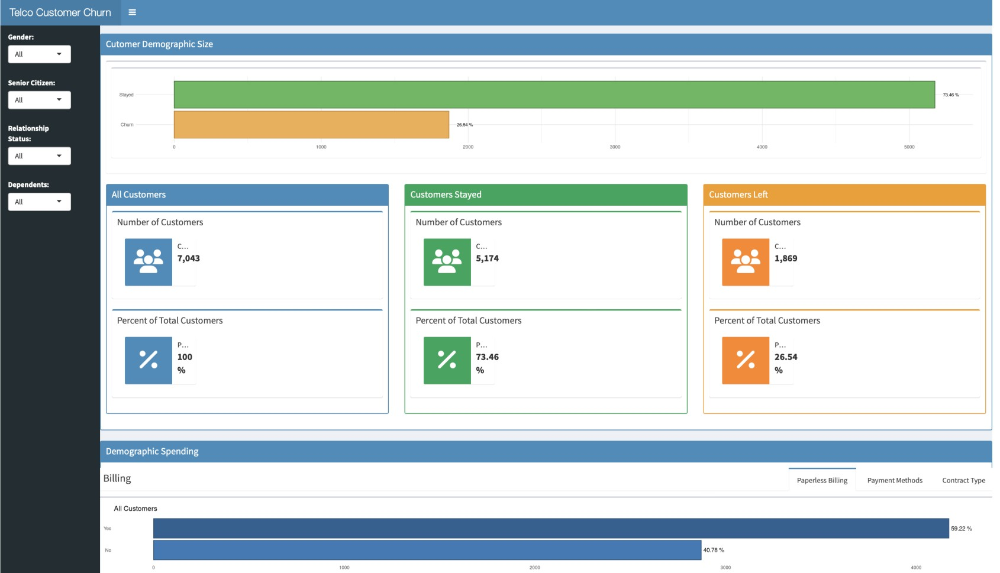 Telco Customer Churn
Gender:
All
Senior Citizen:
All
Relationship
Status:
All
Dependents:
All
Cutomer Demographic Size
Stayed
73.46 %
Churn
26.54 %
0 1000 2000 3000 4000 5000
All Customers
Number of Customers
C...
7,043
Percent of Total Customers
P...
100
%
Customers Stayed
Number of Customers
C...
5,174
Percent of Total Customers
P...
73.46
%
Customers Left
Number of Customers
C...
1,869
Percent of Total Customers
P...
26.54
%
Demographic Spending
Billing
Paperless Billing Payment Methods Contract Type
All Customers
Yes
59.22 %
No
40.78 %
0 1000 2000 3000 4000